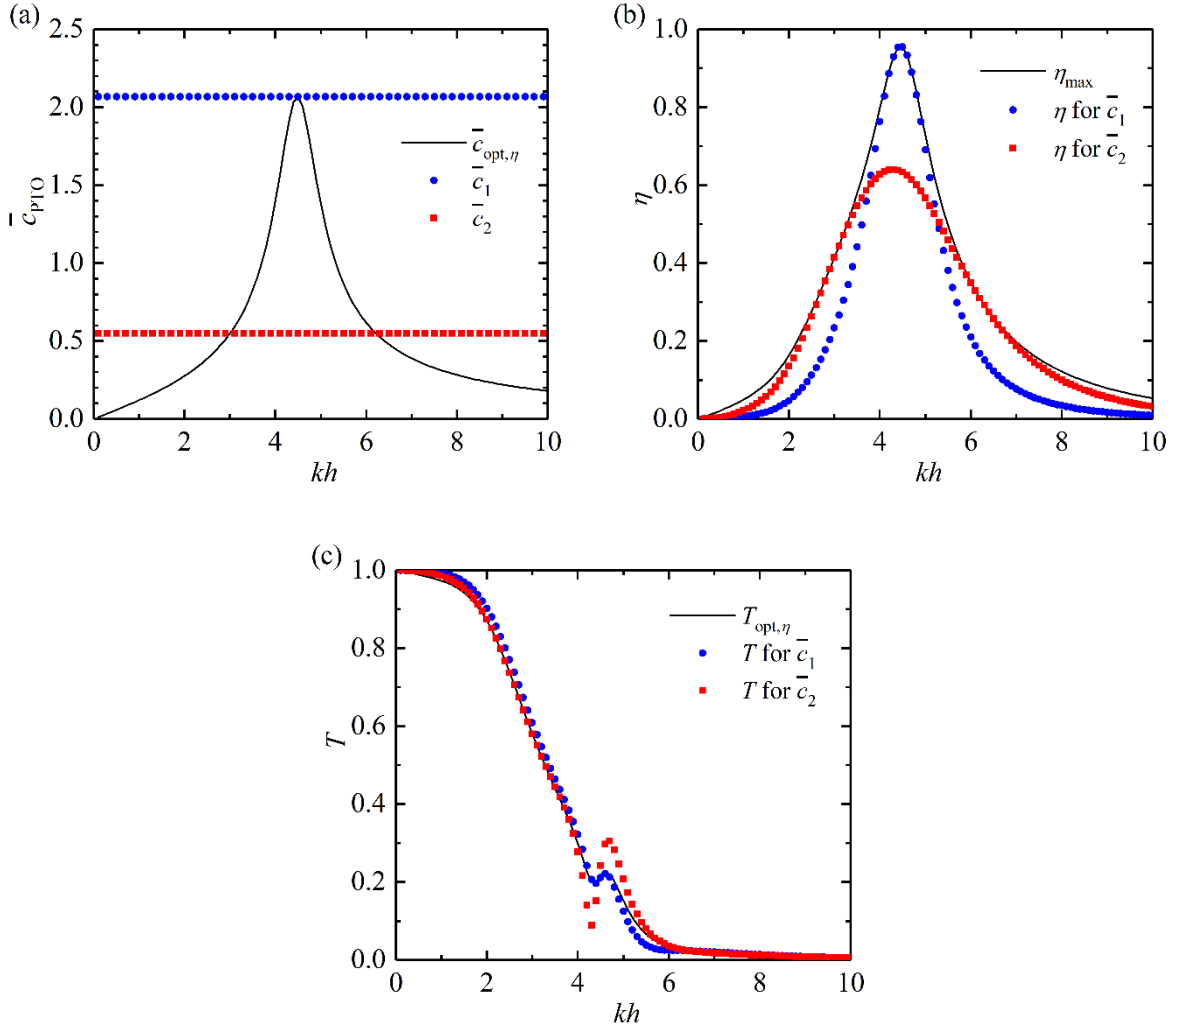 (a)
2.5
2.0
1.5
1.0
0.5
0.0
c̅PTO
c̅opt,η
c̅1
c̅2
0 2 4 6 8 10
kh
(b)
1.0
0.8
0.6
0.4
0.2
0.0
η
ηmax
η for c̅1
η for c̅2
0 2 4 6 8 10
kh
(c)
1.0
0.8
0.6
0.4
0.2
0.0
T
Topt,η
T for c̅1
T for c̅2
0 2 4 6 8 10
kh